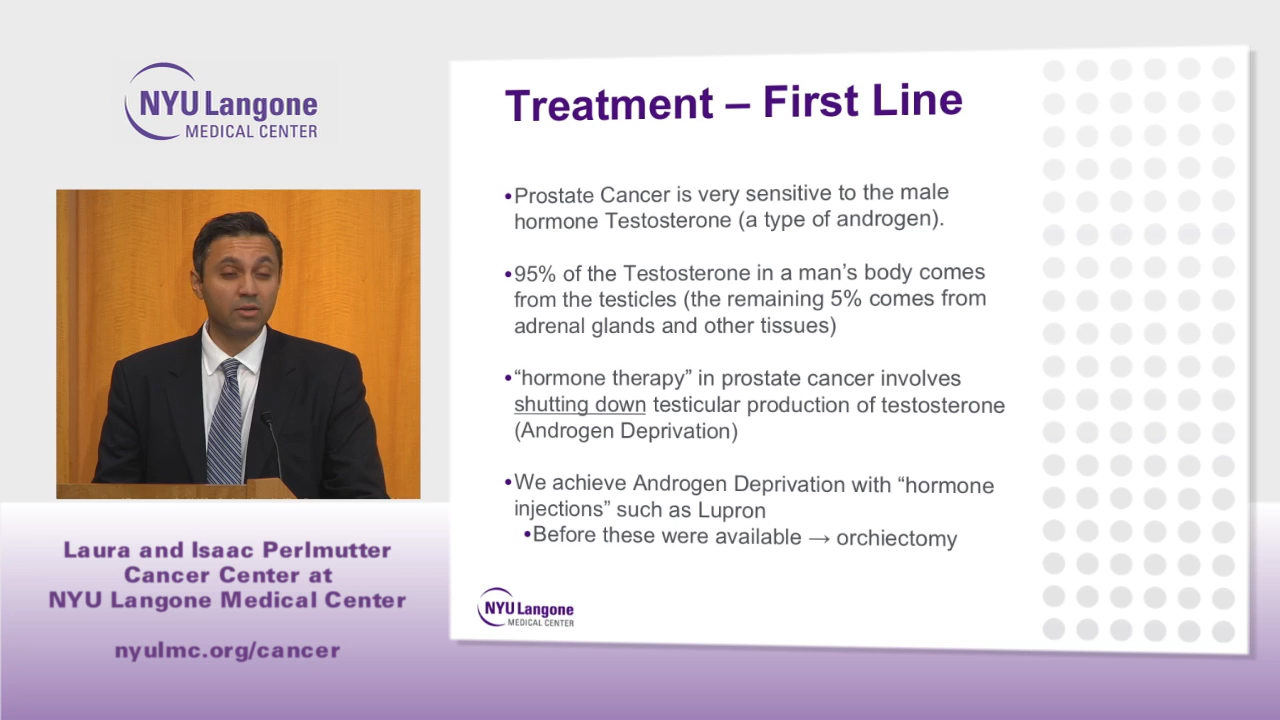 NYU Langone
MEDICAL CENTER
Laura and Isaac Perlmutter
Cancer Center at
NYU Langone Medical Center
nyulmc.org/cancer
Treatment – First Line
•Prostate Cancer is very sensitive to the male
hormone Testosterone (a type of androgen).
•95% of the Testosterone in a man’s body comes
from the testicles (the remaining 5% comes from
adrenal glands and other tissues)
•“hormone therapy” in prostate cancer involves
shutting down testicular production of testosterone
(Androgen Deprivation)
•We achieve Androgen Deprivation with “hormone
injections” such as Lupron
•Before these were available → orchiectomy
NYU Langone
MEDICAL CENTER